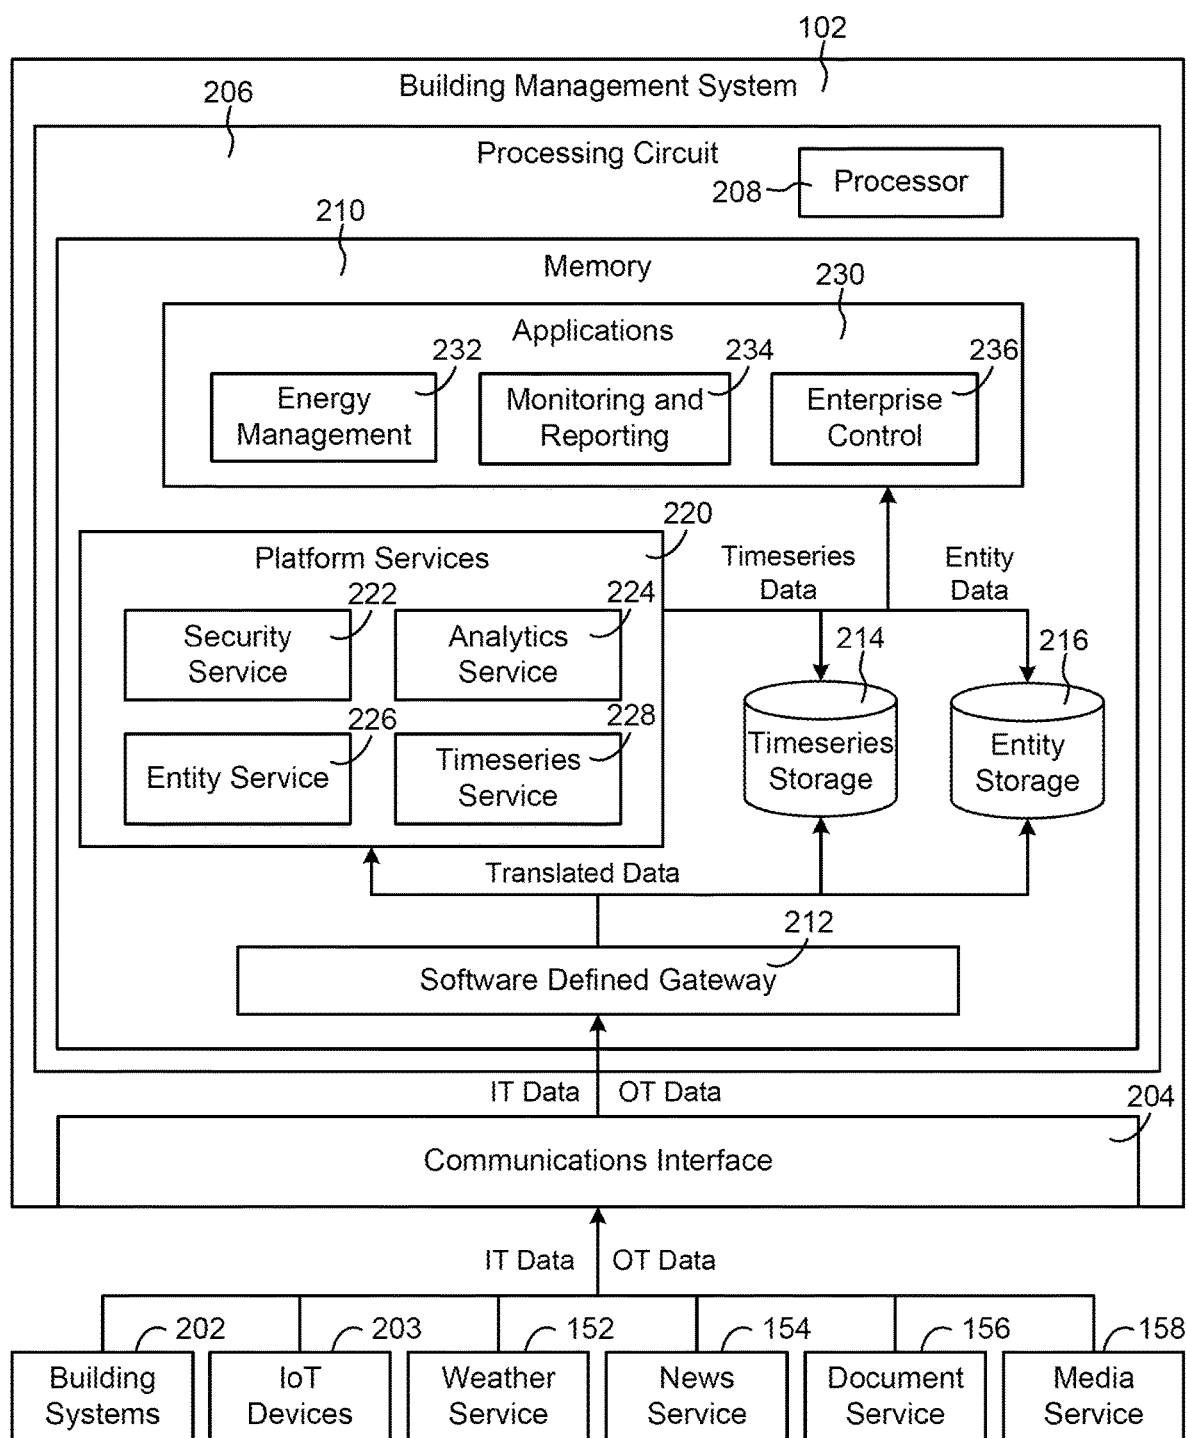 102
Building Management System
206
Processing Circuit
208
Processor
210
Memory
230
Applications
232
234
236
Energy
Management
Monitoring and
Reporting
Enterprise
Control
220
Platform Services
Timeseries
Data
Entity
Data
222
224
Security
Service
Analytics
Service
214
216
226
228
Entity Service
Timeseries
Service
Timeseries
Storage
Entity
Storage
Translated Data
212
Software Defined Gateway
IT Data
OT Data
204
Communications Interface
IT Data
OT Data
202
203
152
154
156
158
Building
Systems
IoT
Devices
Weather
Service
News
Service
Document
Service
Media
Service